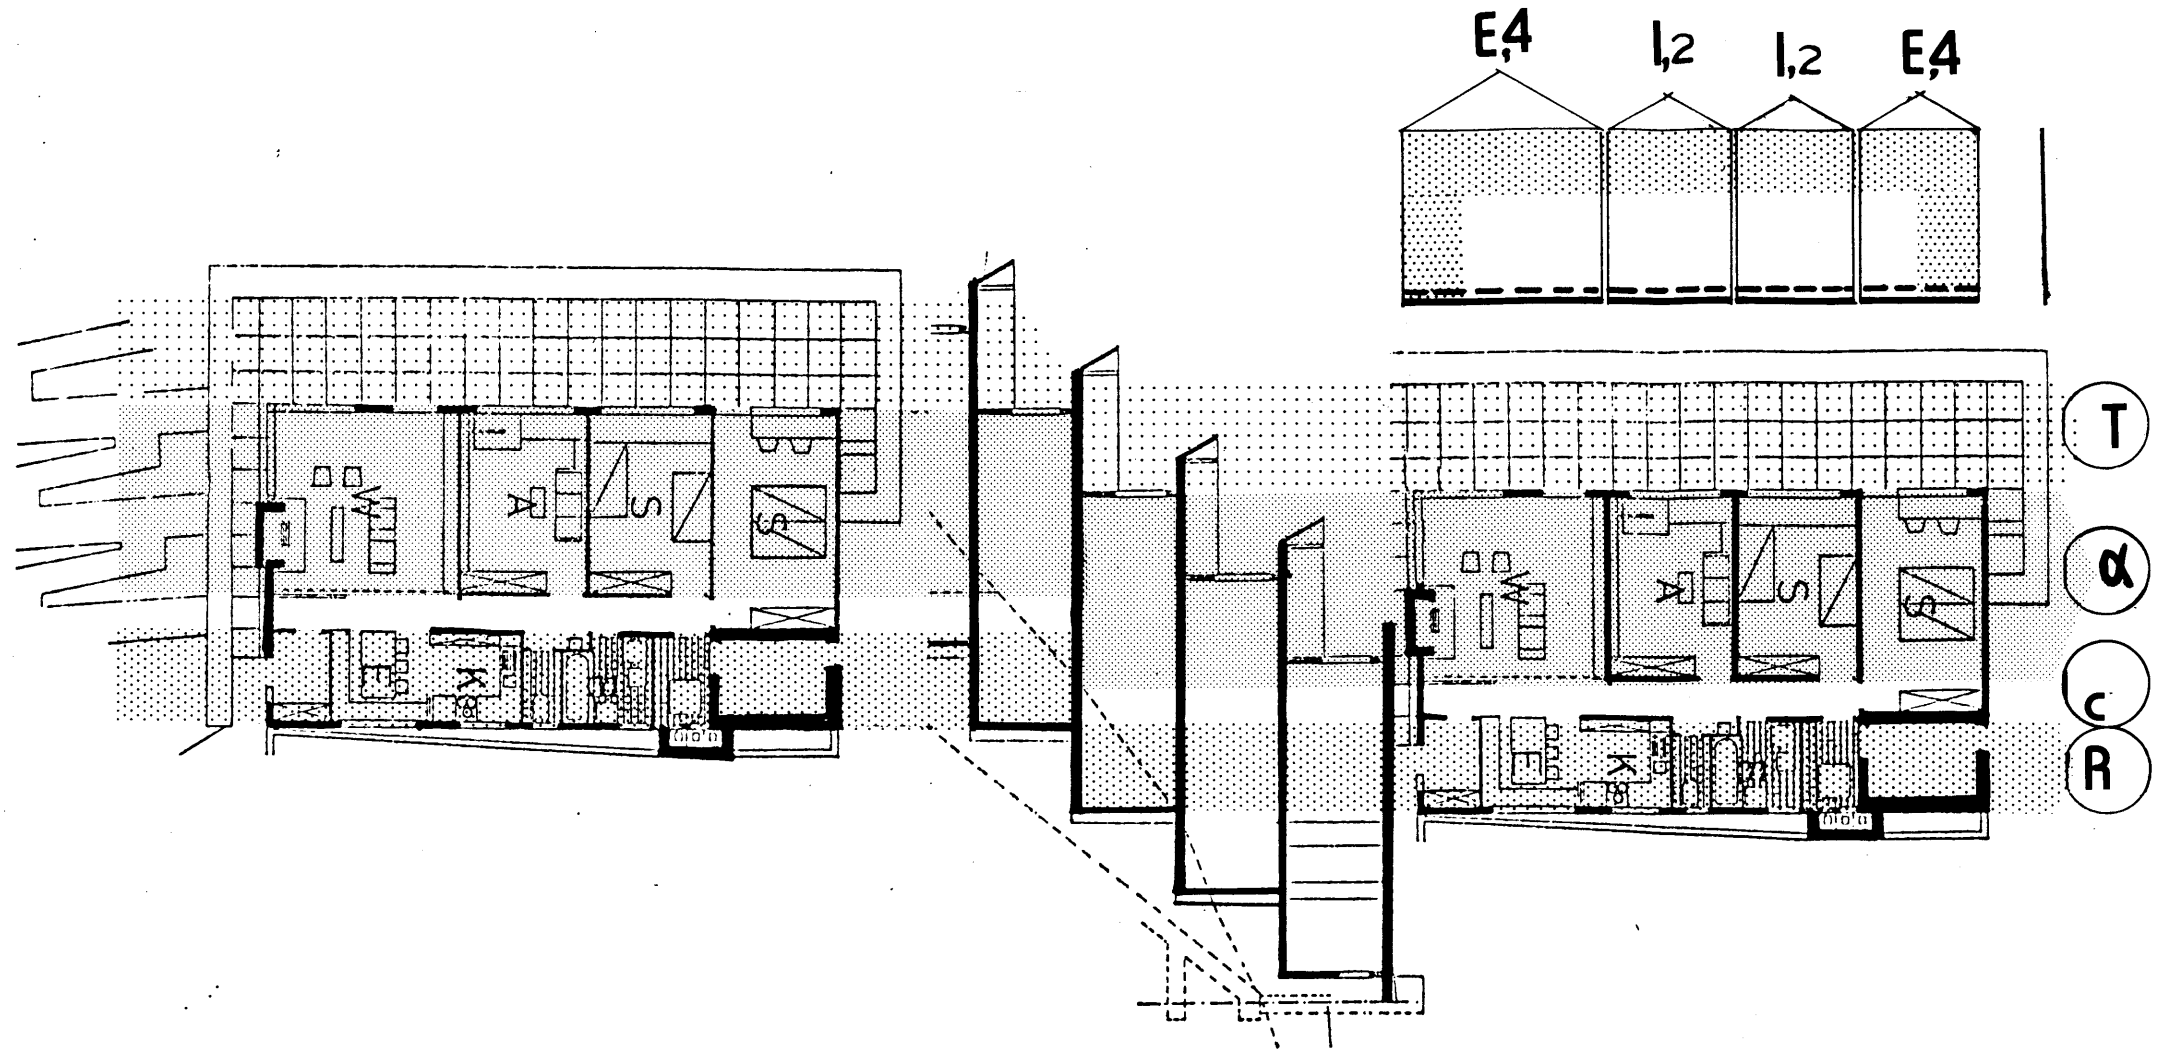 E,4 I,2 I,2 E,4
T
α
W A S S
W A S S
c
E K
E K
R